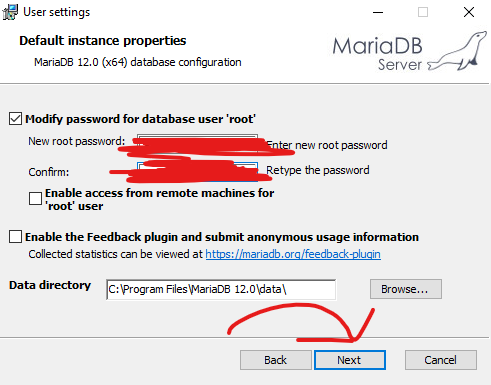 User settings
Default instance properties
MariaDB 12.0 (x64) database configuration
MariaDB
Server
Modify password for database user 'root'
New root password:
Enter new root password
Confirm:
Retype the password
Enable access from remote machines for
'root' user
Enable the Feedback plugin and submit anonymous usage information
Collected statistics can be viewed at https://mariadb.org/feedback-plugin
Data directory
C:\Program Files\MariaDB 12.0\data\
Browse...
Back
Next
Cancel